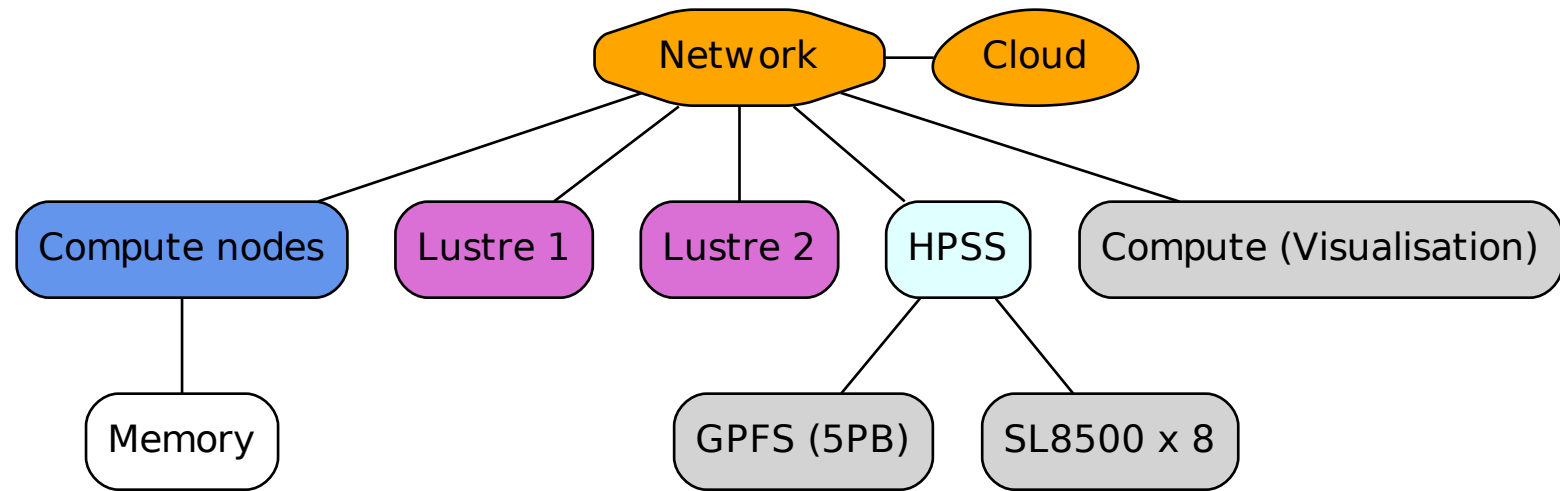 Network
Cloud
Compute nodes
Lustre 1
Lustre 2
HPSS
Compute (Visualisation)
Memory
GPFS (5PB)
SL8500 x 8